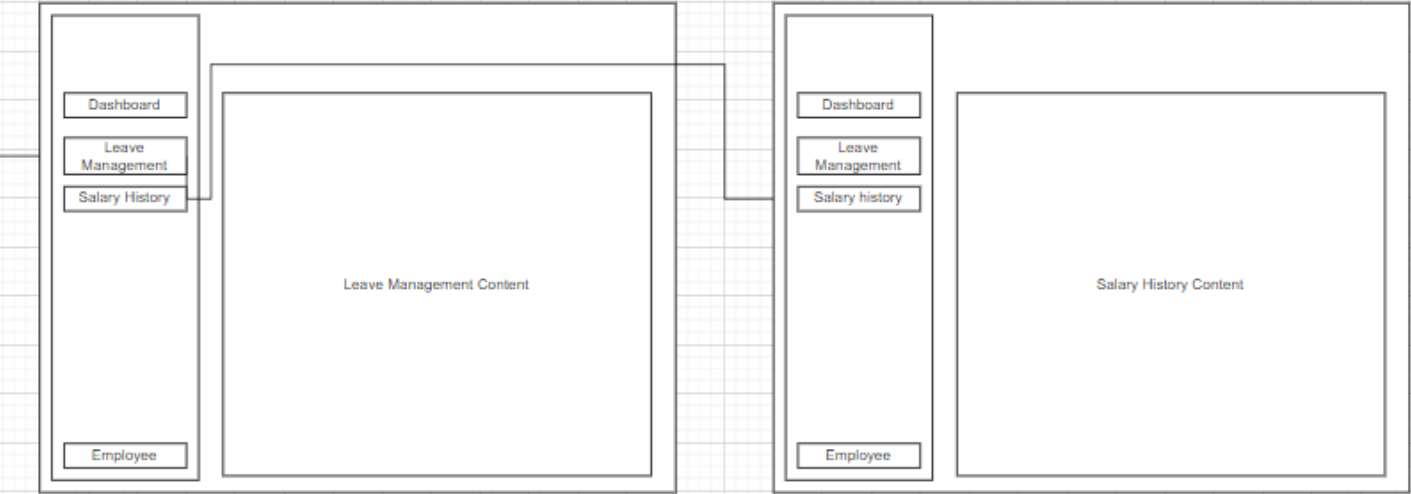 Dashboard
Leave
Management
Salary History
Leave Management Content
Employee
Dashboard
Leave
Management
Salary history
Salary History Content
Employee